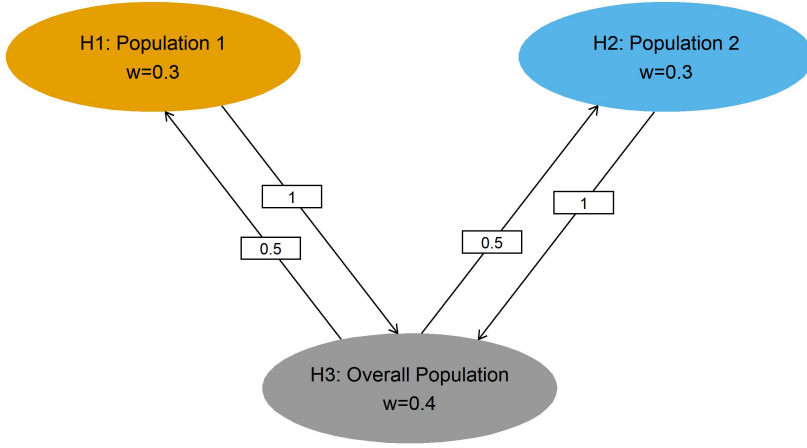 H1: Population 1
w=0.3
H2: Population 2
w=0.3
1
1
0.5
0.5
H3: Overall Population
w=0.4